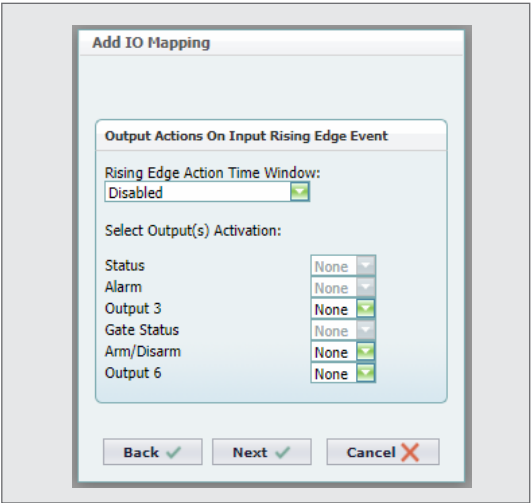 Add IO Mapping
Output Actions On Input Rising Edge Event
Rising Edge Action Time Window:
Disabled
Select Output(s) Activation:
Status None
Alarm None
Output 3 None
Gate Status None
Arm/Disarm None
Output 6 None
Back Next Cancel